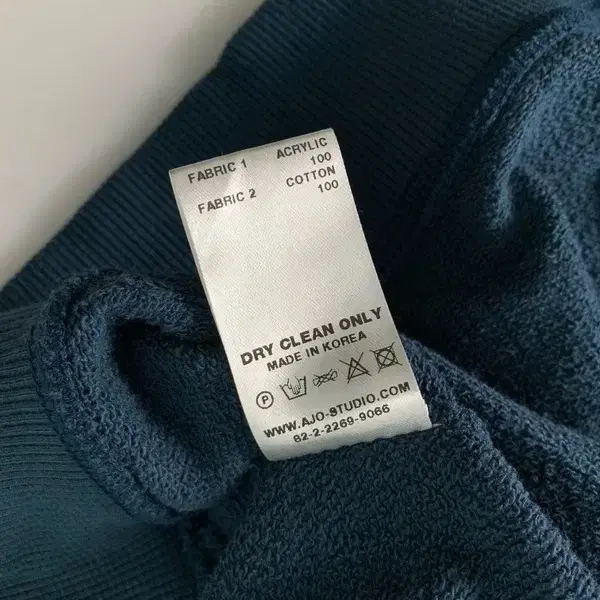 FABRIC 1 ACRYLIC
100
FABRIC 2 COTTON
100
DRY CLEAN ONLY
MADE IN KOREA
P
WWW.AJO-STUDIO.COM
82-2-2269-9066